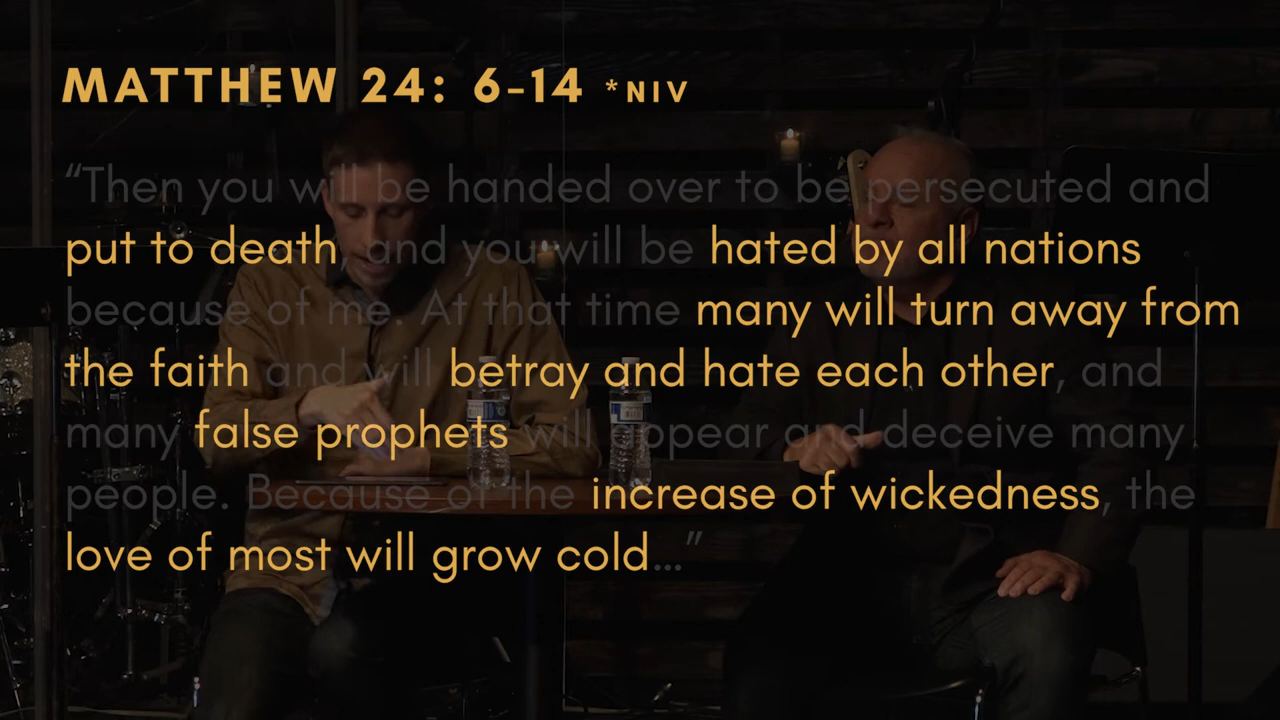 MATTHEW 24: 6-14 *NIV
“Then you will be handed over to be persecuted and
put to death, and you will be hated by all nations
because of me. At that time many will turn away from
the faith and will betray and hate each other, and
many false prophets will appear and deceive many
people. Because of the increase of wickedness, the
love of most will grow cold...”